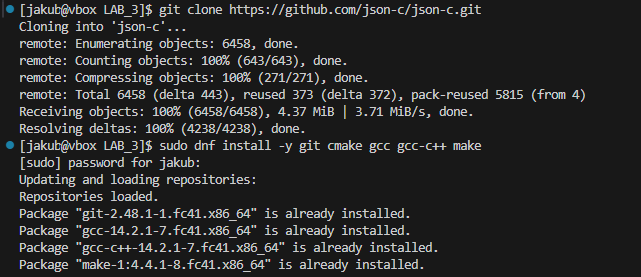 [jakub@vbox LAB_3]$ git clone https://github.com/json-c/json-c.git
Cloning into 'json-c'...
remote: Enumerating objects: 6458, done.
remote: Counting objects: 100% (643/643), done.
remote: Compressing objects: 100% (271/271), done.
remote: Total 6458 (delta 443), reused 373 (delta 372), pack-reused 5815 (from 4)
Receiving objects: 100% (6458/6458), 4.37 MiB | 3.71 MiB/s, done.
Resolving deltas: 100% (4238/4238), done.
[jakub@vbox LAB_3]$ sudo dnf install -y git cmake gcc gcc-c++ make
[sudo] password for jakub:
Updating and loading repositories:
Repositories loaded.
Package "git-2.48.1-1.fc41.x86_64" is already installed.
Package "gcc-14.2.1-7.fc41.x86_64" is already installed.
Package "gcc-c++-14.2.1-7.fc41.x86_64" is already installed.
Package "make-1:4.4.1-8.fc41.x86_64" is already installed.